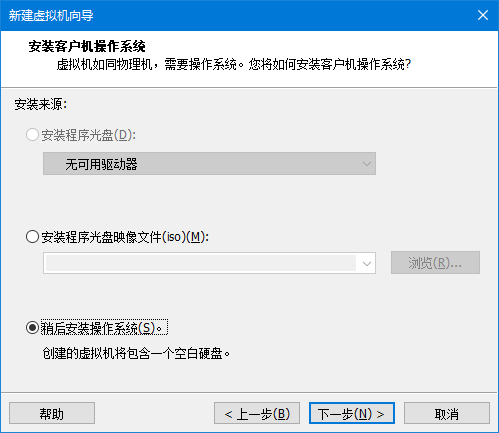 新建虚拟机向导
安装客户机操作系统
虚拟机如同物理机，需要操作系统。您将如何安装客户机操作系统?
安装来源:
安装程序光盘(D):
无可用驱动器
安装程序光盘映像文件(iso)(M):
浏览(R)...
稍后安装操作系统(S)。
创建的虚拟机将包含一个空白硬盘。
帮助
< 上一步(B)
下一步(N) >
取消